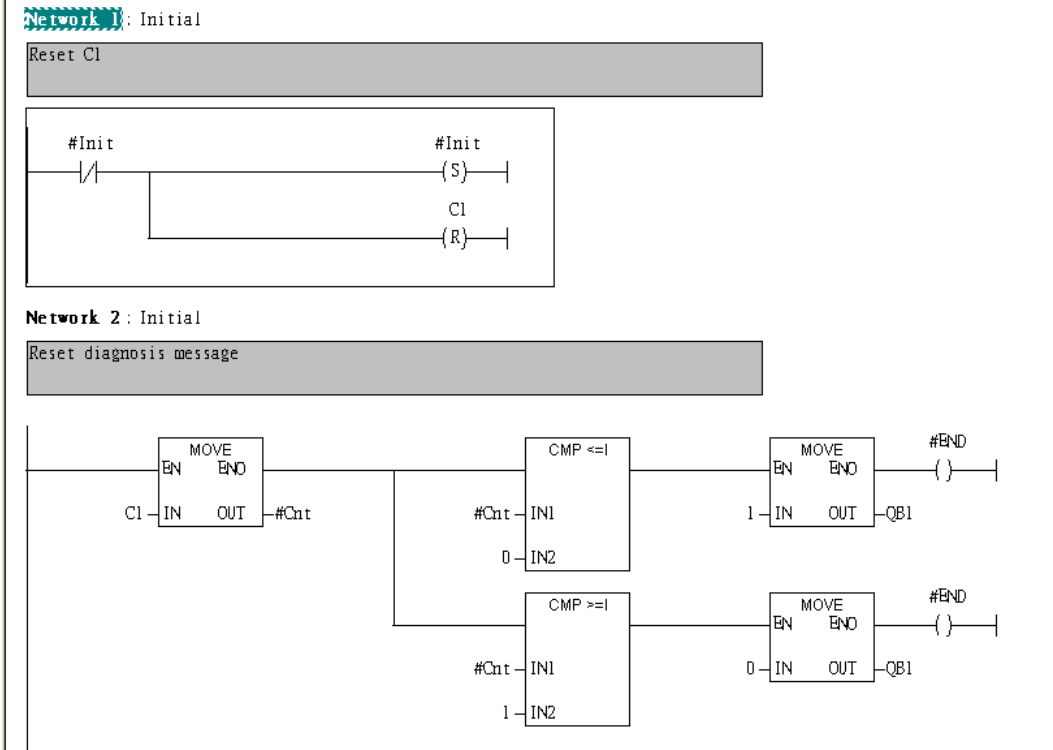 Network 1: Initial
Reset C1
#Init #Init
(S)
C1
(R)
Network 2: Initial
Reset diagnosis message
MOVE CMP <=I MOVE #END
EN ENO EN ENO ( )
C1 IN OUT #Cnt #Cnt IN1 1 IN OUT QB1
0 IN2
CMP >=I MOVE #END
EN ENO ( )
#Cnt IN1 0 IN OUT QB1
1 IN2